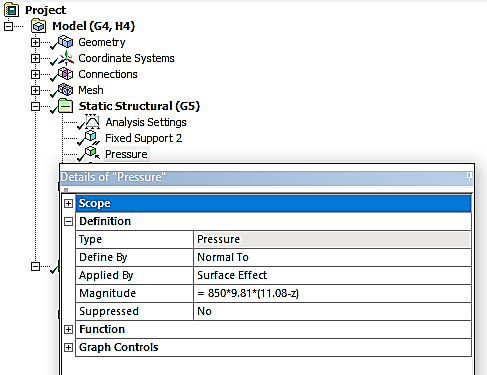 Project
Model (G4, H4)
Geometry
Coordinate Systems
Connections
Mesh
Static Structural (G5)
Analysis Settings
Fixed Support 2
Pressure
Details of "Pressure"
Scope
Definition
Type Pressure
Define By Normal To
Applied By Surface Effect
Magnitude = 850*9.81*(11.08-z)
Suppressed No
Function
Graph Controls